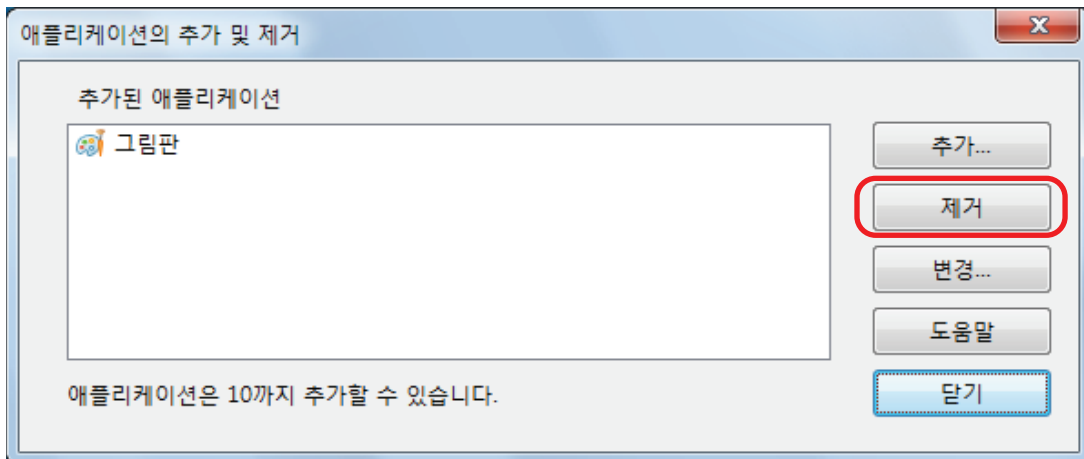 애플리케이션의 추가 및 제거
추가된 애플리케이션
그림판
추가...
제거
변경...
도움말
닫기
애플리케이션은 10까지 추가할 수 있습니다.